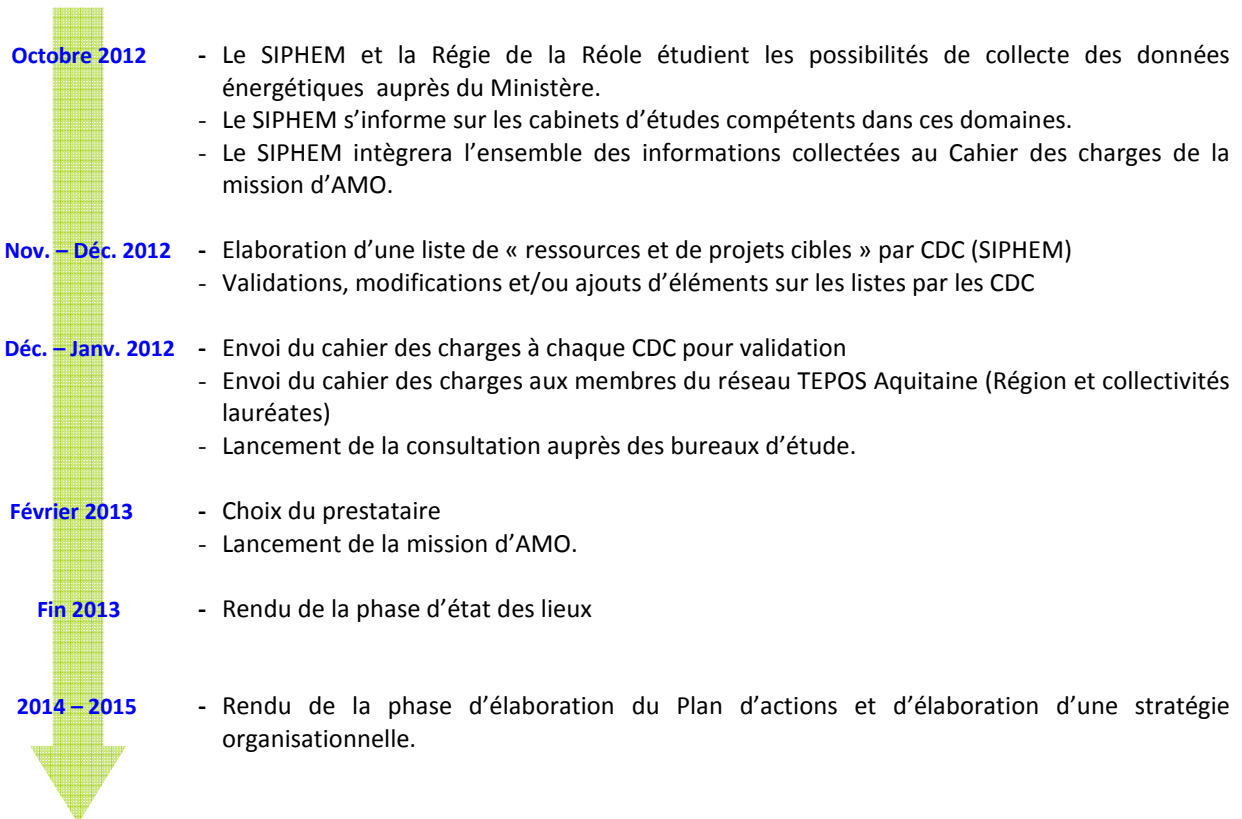 Octobre 2012 - Le SIPHEM et la Régie de la Réole étudient les possibilités de collecte des données
énergétiques auprès du Ministère.
- Le SIPHEM s’informe sur les cabinets d’études compétents dans ces domaines.
- Le SIPHEM intègrera l’ensemble des informations collectées au Cahier des charges de la
mission d’AMO.
Nov. – Déc. 2012 - Elaboration d’une liste de « ressources et de projets cibles » par CDC (SIPHEM)
- Validations, modifications et/ou ajouts d’éléments sur les listes par les CDC
Déc. – Janv. 2012 - Envoi du cahier des charges à chaque CDC pour validation
- Envoi du cahier des charges aux membres du réseau TEPOS Aquitaine (Région et collectivités
lauréates)
- Lancement de la consultation auprès des bureaux d’étude.
Février 2013 - Choix du prestataire
- Lancement de la mission d’AMO.
Fin 2013 - Rendu de la phase d’état des lieux
2014 – 2015 - Rendu de la phase d’élaboration du Plan d’actions et d’élaboration d’une stratégie
organisationnelle.